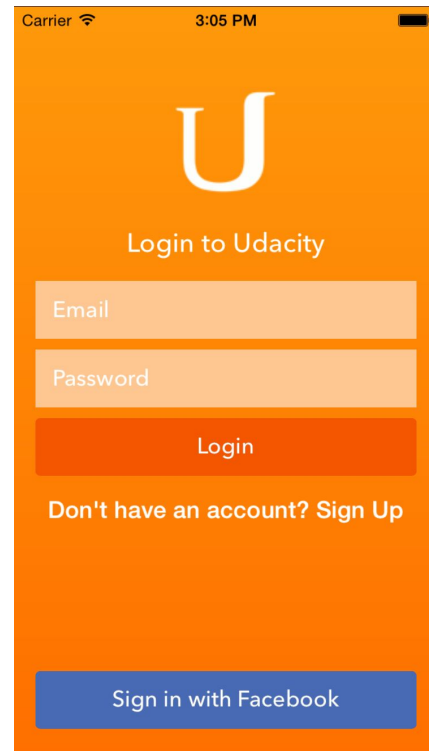 Carrier 3:05 PM
U
Login to Udacity
Email
Password
Login
Don't have an account? Sign Up
Sign in with Facebook